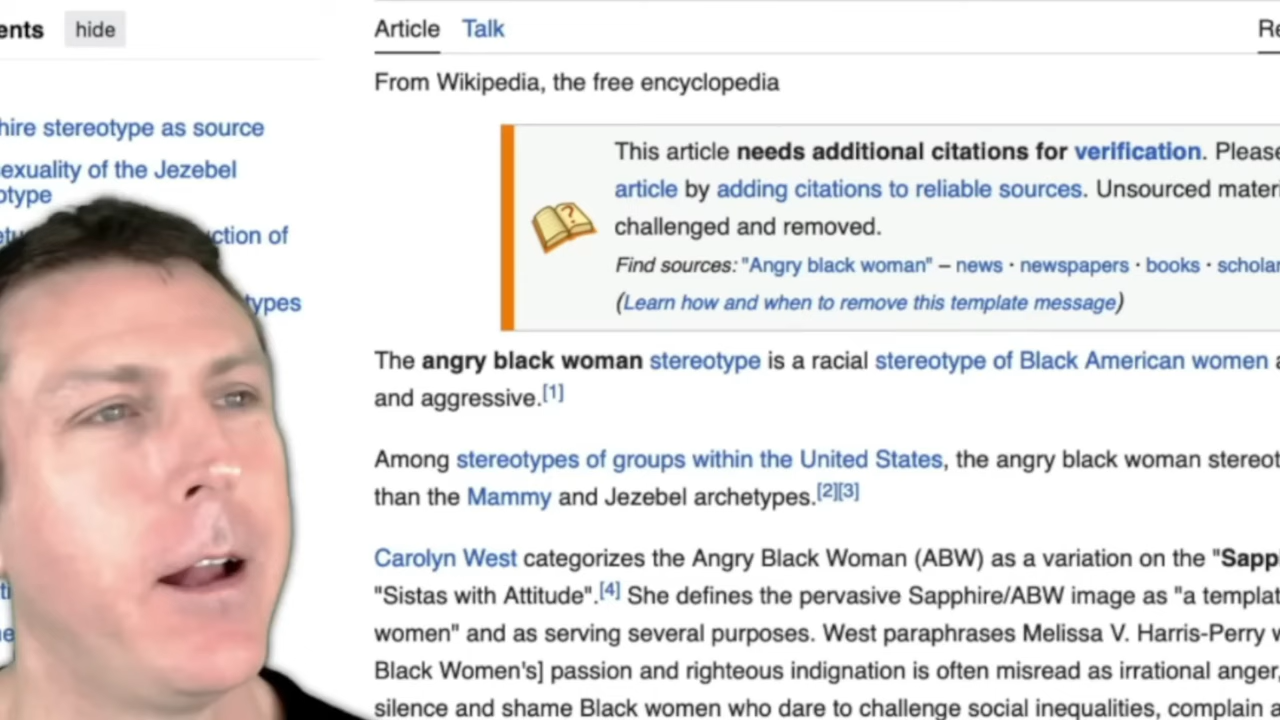 ents hide
Article Talk
Re
From Wikipedia, the free encyclopedia
hire stereotype as source
exuality of the Jezebel
otype
ction of
types
This article needs additional citations for verification. Please
article by adding citations to reliable sources. Unsourced mater
challenged and removed.
Find sources: "Angry black woman" – news · newspapers · books · scholar
(Learn how and when to remove this template message)
The angry black woman stereotype is a racial stereotype of Black American women a
and aggressive.[1]
Among stereotypes of groups within the United States, the angry black woman stereot
than the Mammy and Jezebel archetypes.[2][3]
Carolyn West categorizes the Angry Black Woman (ABW) as a variation on the "Sapp
"Sistas with Attitude".[4] She defines the pervasive Sapphire/ABW image as "a templat
women" and as serving several purposes. West paraphrases Melissa V. Harris-Perry w
Black Women's] passion and righteous indignation is often misread as irrational anger,
silence and shame Black women who dare to challenge social inequalities, complain a